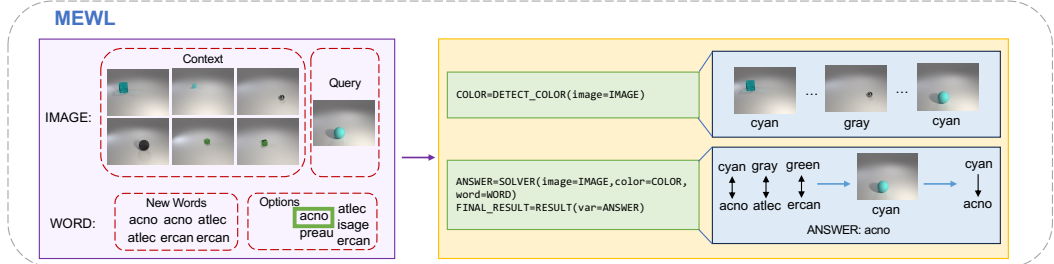 MEWL
Context
Query
IMAGE:
WORD:
New Words
acno acno atlec
atlec ercan ercan
Options
acno
atlec
preau
isage
ercan
COLOR=DETECT_COLOR(image=IMAGE)
... ...
cyan gray cyan
ANSWER=SOLVER(image=IMAGE,color=COLOR,
word=WORD)
FINAL_RESULT=RESULT(var=ANSWER)
cyan gray green
acno atlec ercan
cyan
cyan
acno
ANSWER: acno